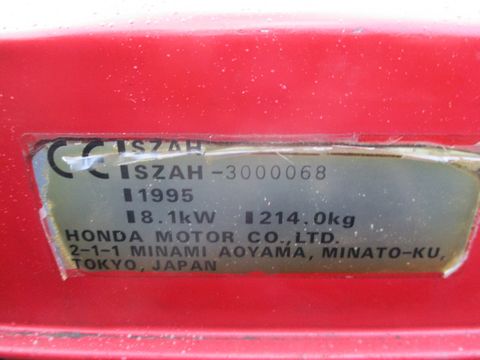 CE SZAH
SZAH-3000068
1995
8.1kW 214.0kg
HONDA MOTOR CO.,LTD.
2-1-1 MINAMI AOYAMA, MINATO-KU,
TOKYO, JAPAN